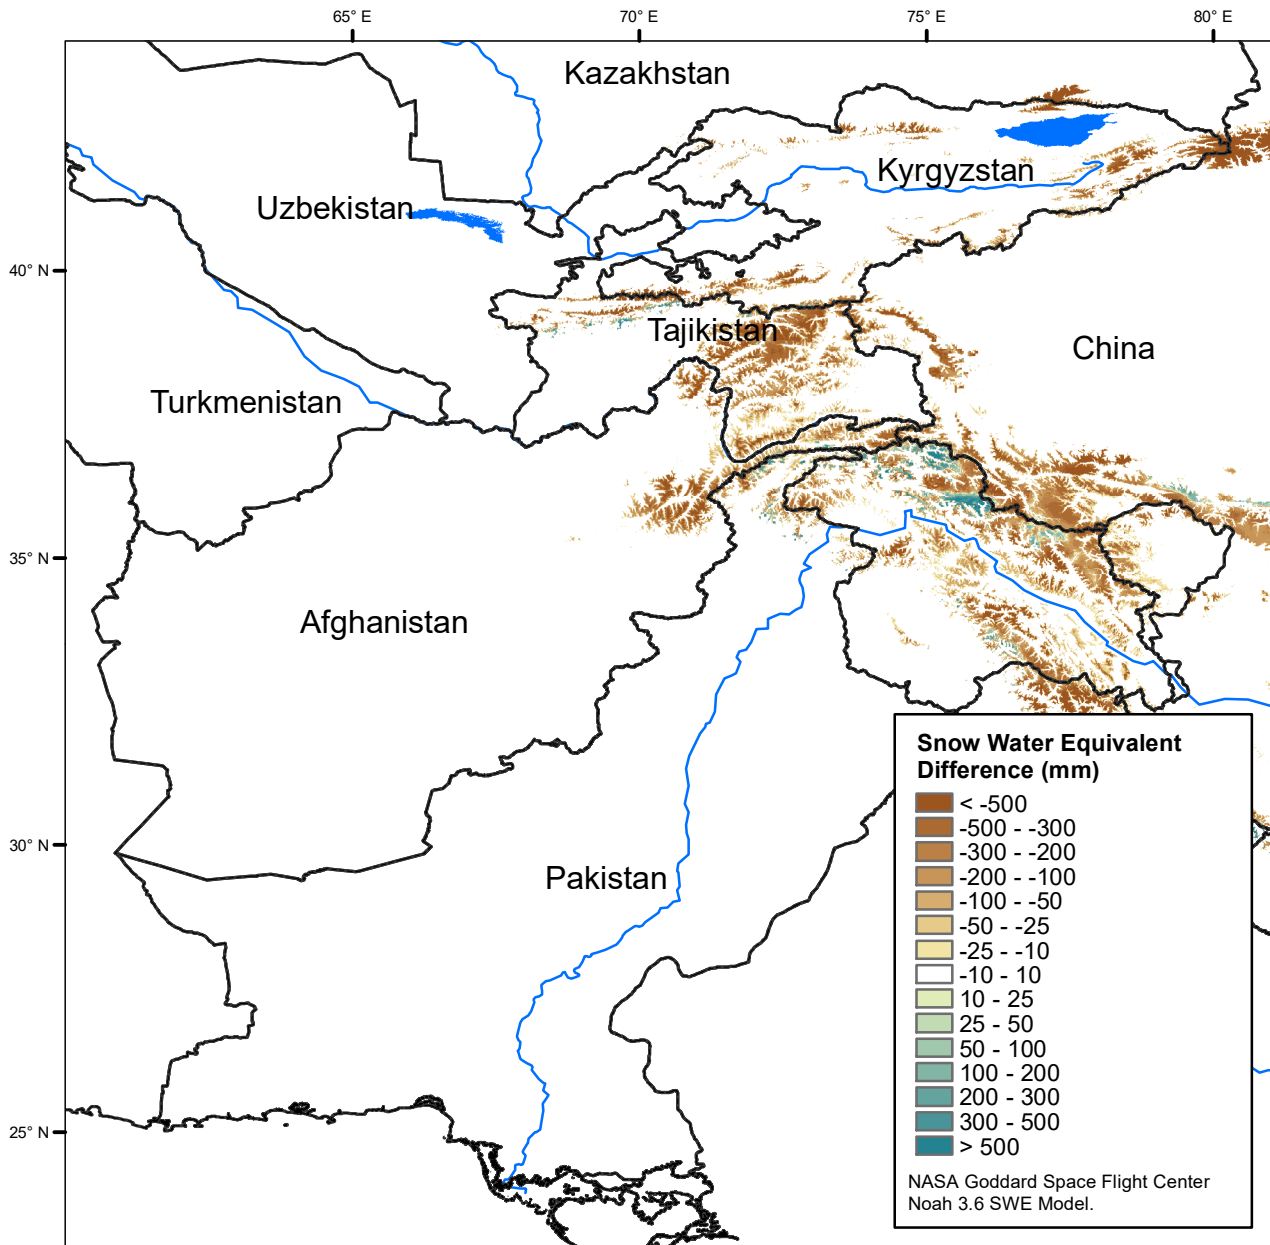 65° E
70° E
75° E
80° E
Kazakhstan
Kyrgyzstan
Uzbekistan
40° N
Tajikistan
China
Turkmenistan
35° N
Afghanistan
30° N
Pakistan
25° N
Snow Water Equivalent
Difference (mm)
< -500
-500 - -300
-300 - -200
-200 - -100
-100 - -50
-50 - -25
-25 - -10
-10 - 10
10 - 25
25 - 50
50 - 100
100 - 200
200 - 300
300 - 500
> 500
NASA Goddard Space Flight Center
Noah 3.6 SWE Model.